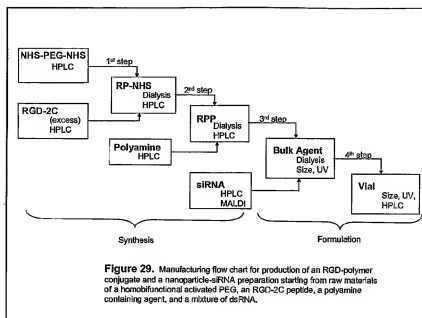 NHS-PEG-NHS
HPLC
1st step
RP-NHS
Dialysis
HPLC
2nd step
RGD-2C
(excess)
HPLC
RPP
Dialysis
HPLC
3rd step
Polyamine
HPLC
Bulk Agent
Dialysis
Size, UV
4th step
siRNA
HPLC
MALDI
Vial
Size, UV,
HPLC
Synthesis
Formulation
Figure 29. Manufacturing flow chart for production of an RGD-polymer
conjugate and a nanoparticle-siRNA preparation starting from raw materials
of a homobifunctional activated PEG, an RGD-2C peptide, a polyamine
containing agent, and a mixture of dsRNA.